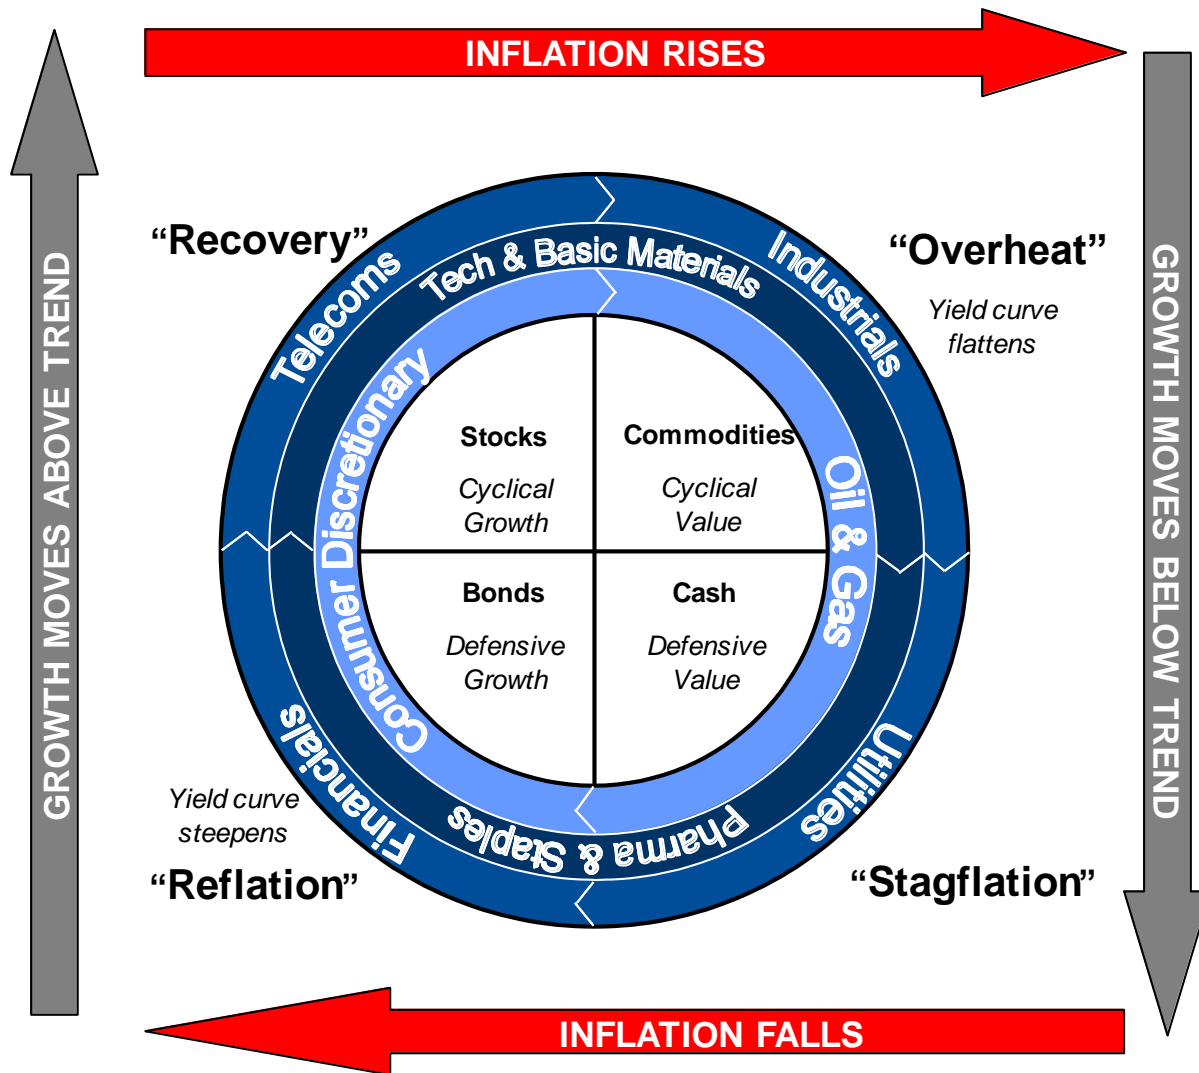 INFLATION RISES
GROWTH MOVES ABOVE TREND
GROWTH MOVES BELOW TREND
“Recovery”
“Overheat”
Yield curve
flattens
Telecoms
Tech & Basic Materials
Industrials
Consumer Discretionary
Oil & Gas
Stocks
Cyclical
Growth
Commodities
Cyclical
Value
Bonds
Defensive
Growth
Cash
Defensive
Value
Financials
Pharma & Staples
Utilities
Yield curve
steepens
“Reflation”
“Stagflation”
INFLATION FALLS